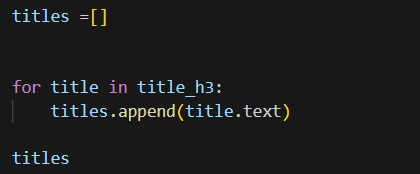 titles =[]
for title in title_h3:
    titles.append(title.text)
titles